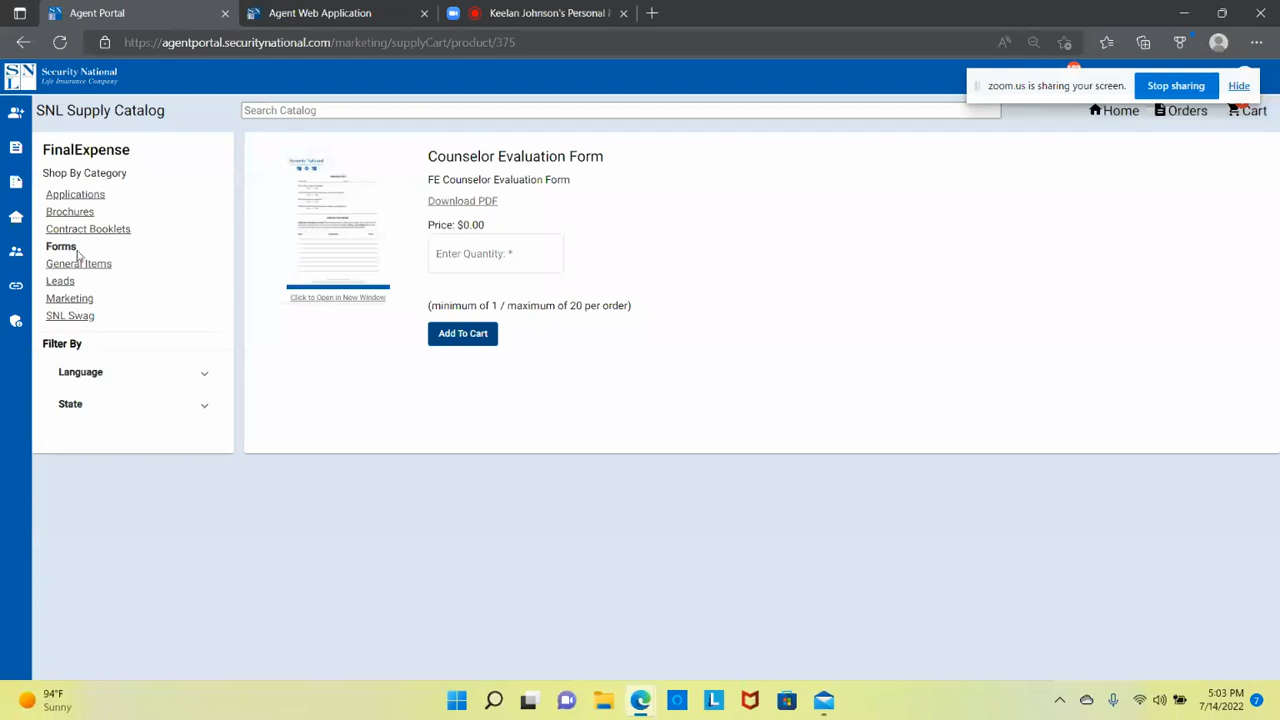 Agent Portal
Agent Web Application
Keelan Johnson's Personal
https://agentportal.securitynational.com/marketing/supplyCart/product/375
SNL
Security National
Life Insurance Company
zoom.us is sharing your screen.
Stop sharing
Hide
SNL Supply Catalog
Search Catalog
Home
Orders
Cart
FinalExpense
Shop By Category
Applications
Brochures
Contract Booklets
Forms
General Items
Leads
Marketing
SNL Swag
Filter By
Language
State
Security National
Click to Open in New Window
Counselor Evaluation Form
FE Counselor Evaluation Form
Download PDF
Price: $0.00
Enter Quantity: *
(minimum of 1 / maximum of 20 per order)
Add To Cart
94°F
Sunny
5:03 PM
7/14/2022
7